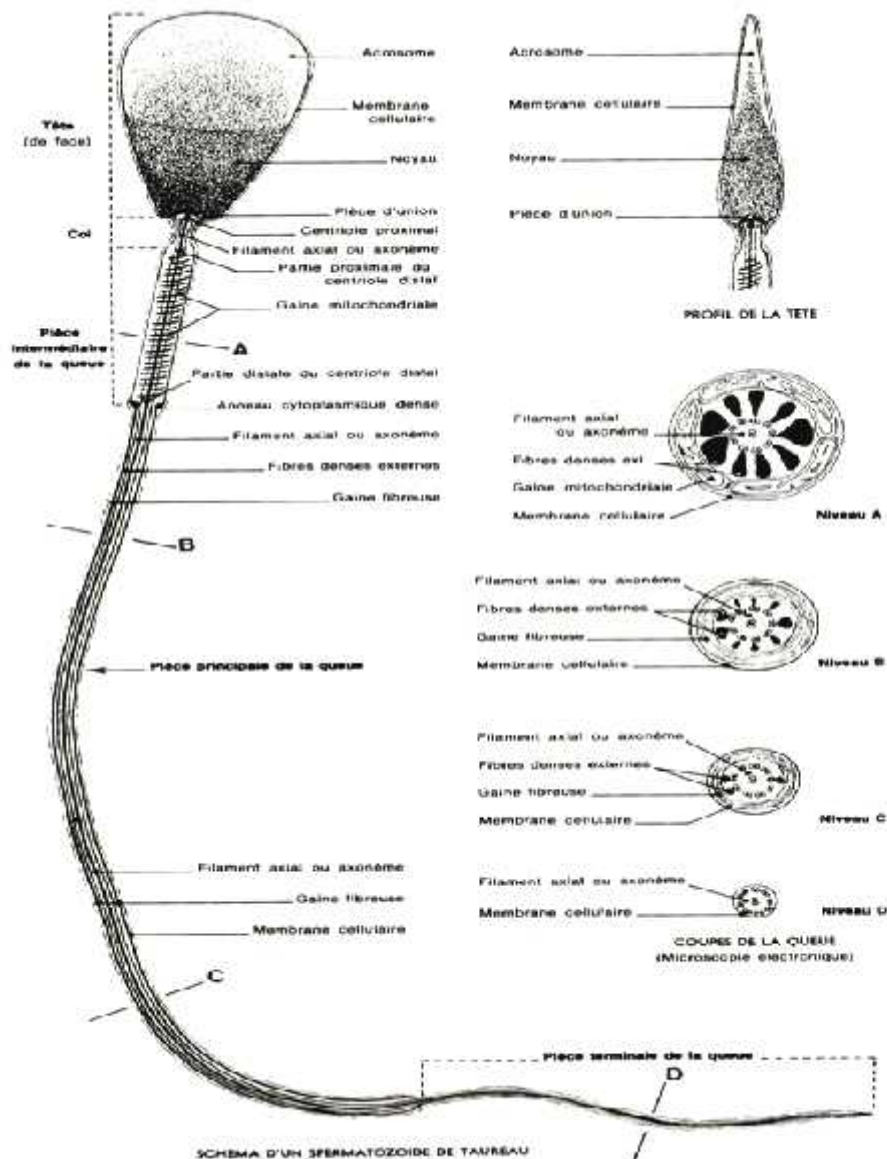 Acrosome
Membrane
cellulaire
Tête
(de face)
Noyau
Pièce d'union
Centriole proximal
Col
Filament axial ou axonème
Partie proximale du
centriole distal
Gaine mitochondriale
Pièce
intermédiaire
de la queue
A
Partie distale du centriole distal
Anneau cytoplasmique dense
Filament axial ou axonème
Fibres denses externes
Gaine fibreuse
B
Pièce principale de la queue
Filament axial ou axonème
Gaine fibreuse
Membrane cellulaire
C
Pièce terminale de la queue
D
SCHEMA D'UN SPERMATOZOIDE DE TAUREAU
Acrosome
Membrane cellulaire
Noyau
Pièce d'union
PROFIL DE LA TETE
Filament axial
ou axonème
Fibres denses ext
Gaine mitochondriale
Membrane cellulaire
Niveau A
Filament axial ou axonème
Fibres denses externes
Gaine fibreuse
Membrane cellulaire
Niveau B
Filament axial ou axonème
Fibres denses externes
Gaine fibreuse
Membrane cellulaire
Niveau C
Filament axial ou axonème
Membrane cellulaire
Niveau D
COUPES DE LA QUEUE
(Microscopie electronique)